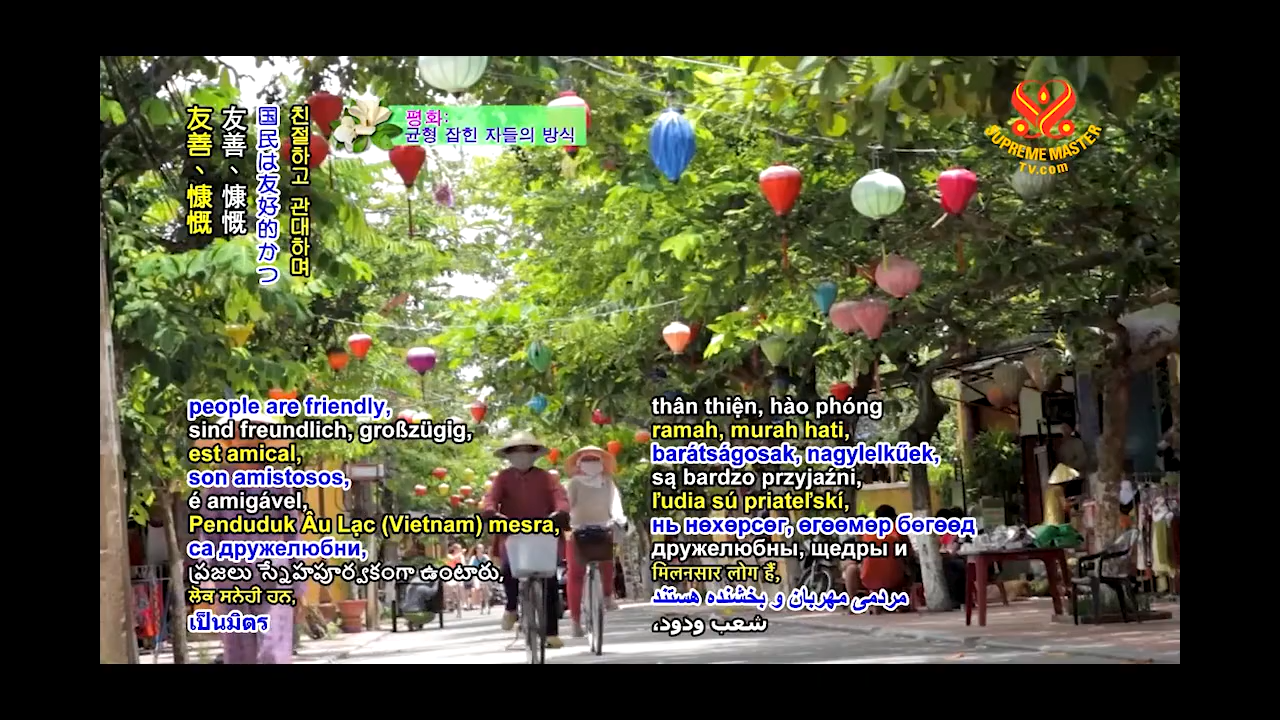 친절하고 관대하며
国民は友好的かつ
友善、慷慨
友善、慷慨
평화:
균형 잡힌 자들의 방식
SUPREME MASTER
TV.com
people are friendly,
sind freundlich, großzügig,
est amical,
son amistosos,
é amigável,
Penduduk Âu Lạc (Vietnam) mesra,
са дружелюбни,
ప్రజలు స్నేహపూర్వకంగా ఉంటారు,
ਲੋਕ ਸਨੇਹੀ ਹਨ,
เป็นมิตร
thân thiện, hào phóng
ramah, murah hati,
barátságosak, nagylelkűek,
są bardzo przyjaźni,
ľudia sú priateľskí,
нь нөхөрсөг, өгөөмөр бөгөөд
дружелюбны, щедры и
मिलनसार लोग हैं,
مردمی مهربان و بخشنده هستند
شعب ودود،